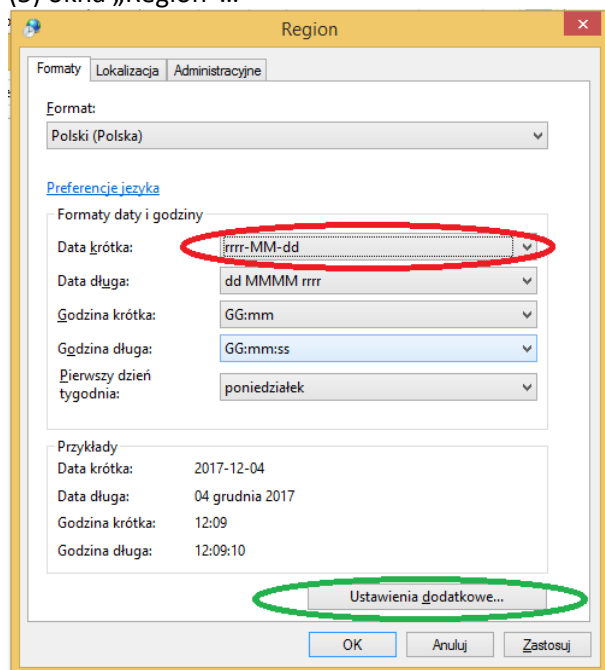 (3) okna „Region"...
Region
Formaty Lokalizacja Administracyjne
Format:
Polski (Polska)
Preferencje języka
Formaty daty i godziny
Data krótka: rrrr-MM-dd
Data długa: dd MMMM rrrr
Godzina krótka: GG:mm
Godzina długa: GG:mm:ss
Pierwszy dzień
tygodnia: poniedziałek
Przykłady
Data krótka: 2017-12-04
Data długa: 04 grudnia 2017
Godzina krótka: 12:09
Godzina długa: 12:09:10
Ustawienia dodatkowe...
OK Anuluj Zastosuj